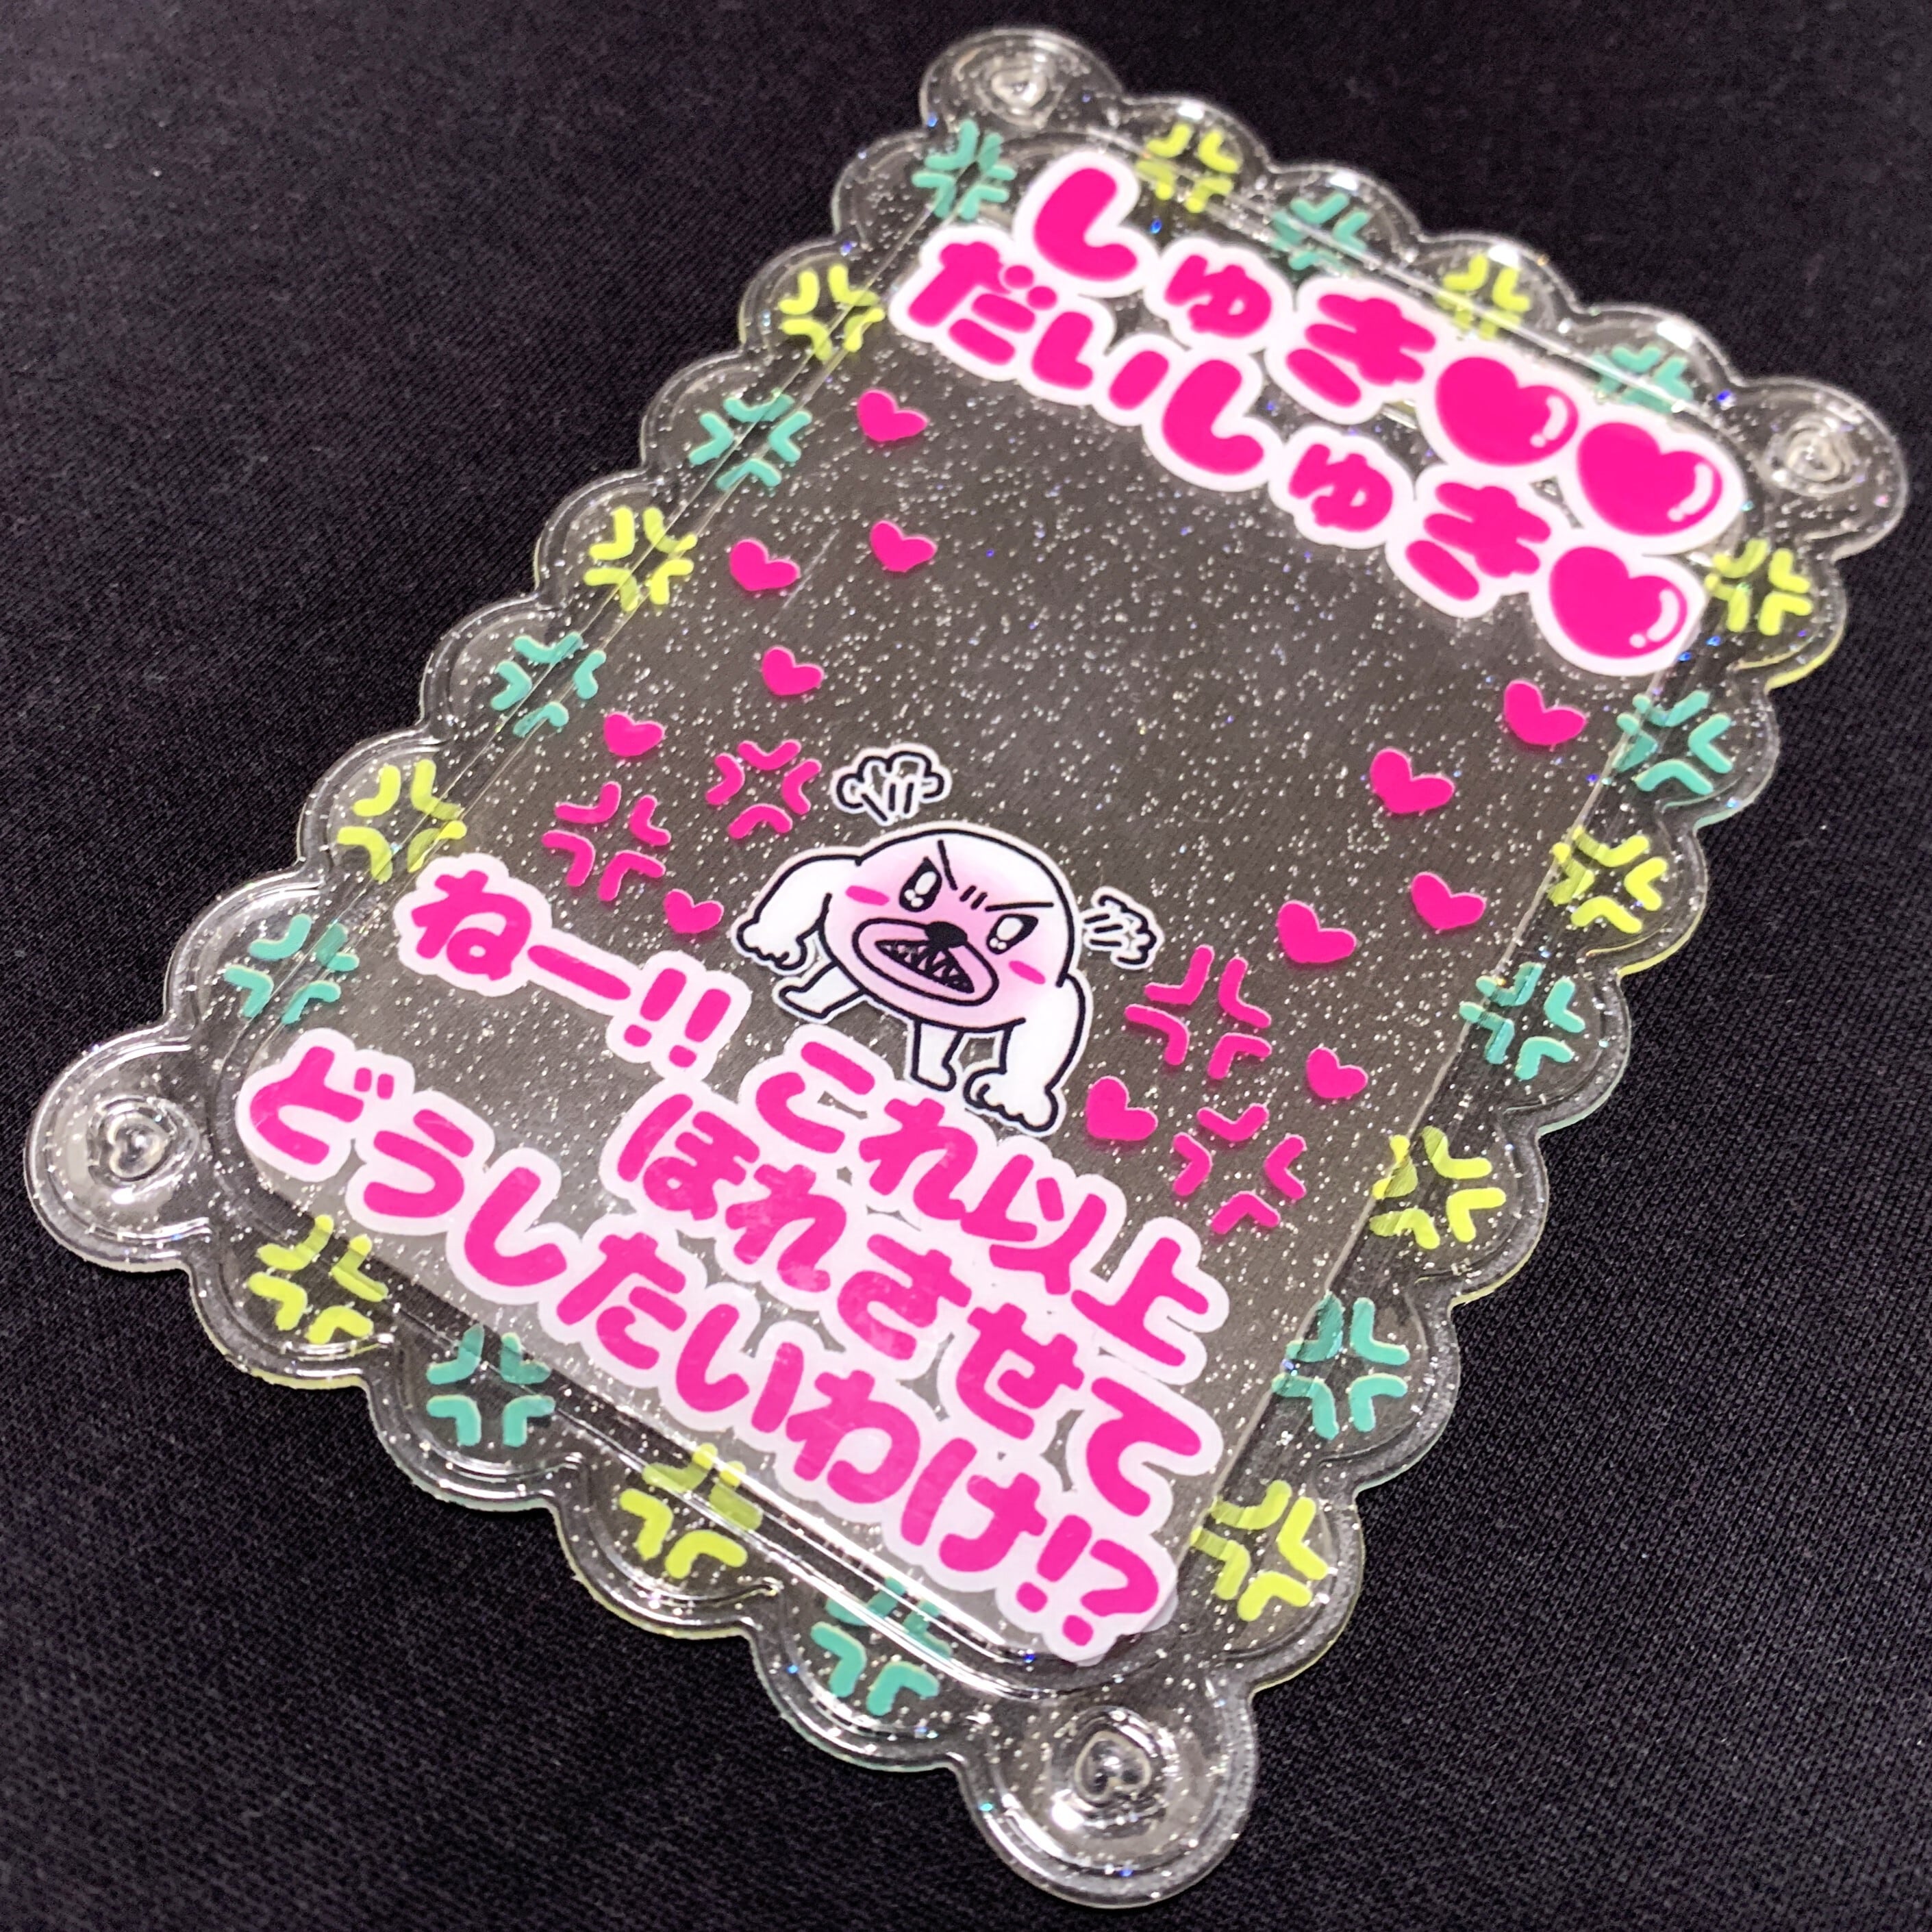 しゅき♥♥
だいしゅき♥
ねー!!
これ以上
ほれさせて
どうしたいわけ!?